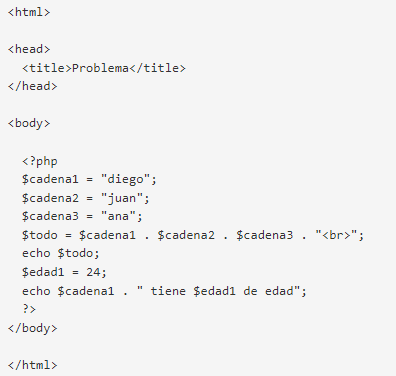 <html>
<head>
<title>Problema</title>
</head>
<body>
<?php
$cadena1 = "diego";
$cadena2 = "juan";
$cadena3 = "ana";
$todo = $cadena1 . $cadena2 . $cadena3 . "<br>";
echo $todo;
$edad1 = 24;
echo $cadena1 . " tiene $edad1 de edad";
?>
</body>
</html>